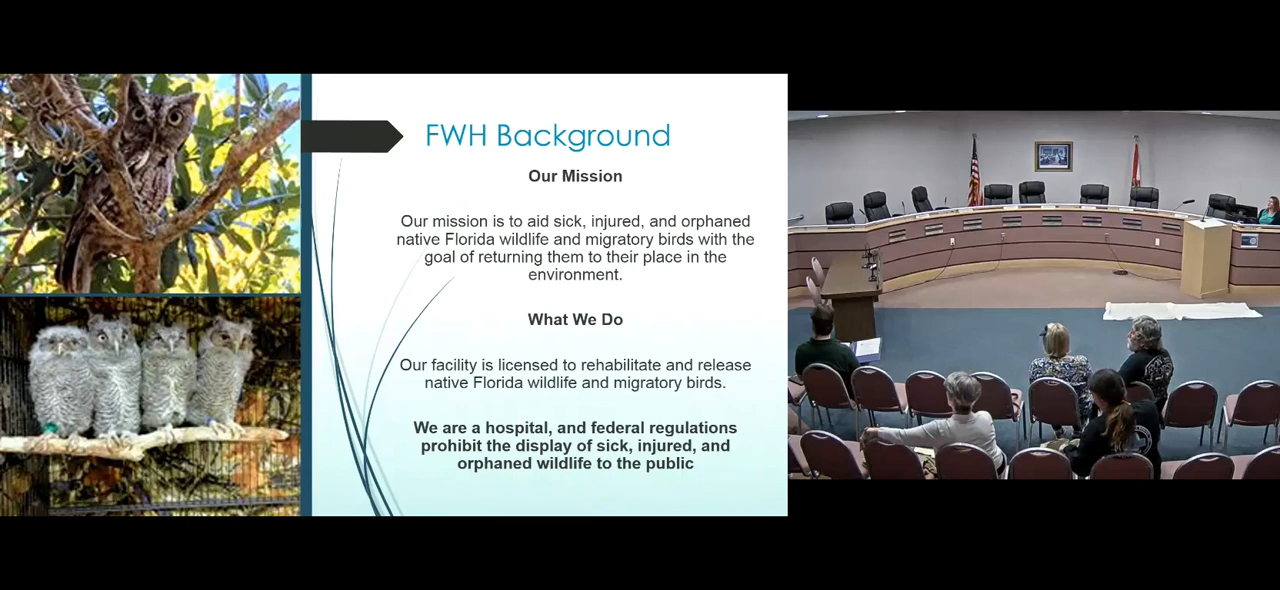 FWH Background
Our Mission
Our mission is to aid sick, injured, and orphaned
native Florida wildlife and migratory birds with the
goal of returning them to their place in the
environment.
What We Do
Our facility is licensed to rehabilitate and release
native Florida wildlife and migratory birds.
We are a hospital, and federal regulations
prohibit the display of sick, injured, and
orphaned wildlife to the public